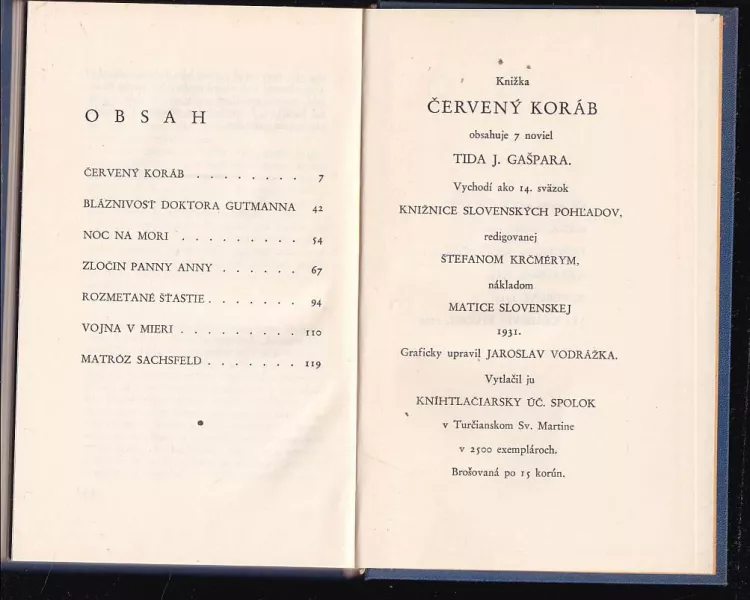 OBSAH
ČERVENÝ KORÁB . . . . . . . . 7
BLÁZNIVOSŤ DOKTORA GUTMANNA 42
NOC NA MORI . . . . . . . . . 54
ZLOČIN PANNY ANNY . . . . . . 67
ROZMETANÉ ŠŤASTIE . . . . . . . 94
VOJNA V MIERI . . . . . . . . . 110
MATRÓZ SACHSFELD . . . . . . . 119
Knižka
ČERVENÝ KORÁB
obsahuje 7 noviel
TIDA J. GAŠPARA.
Vychodí ako 14. sväzok
KNIŽNICE SLOVENSKÝCH POHĽADOV,
redigovanej
ŠTEFANOM KRČMÉRYM,
nákladom
MATICE SLOVENSKEJ
1931.
Graficky upravil JAROSLAV VODRÁŽKA.
Vytlačil ju
KNÍHTLAČIARSKY ÚČ. SPOLOK
v Turčianskom Sv. Martine
v 2500 exemplároch.
Brošovaná po 15 korún.